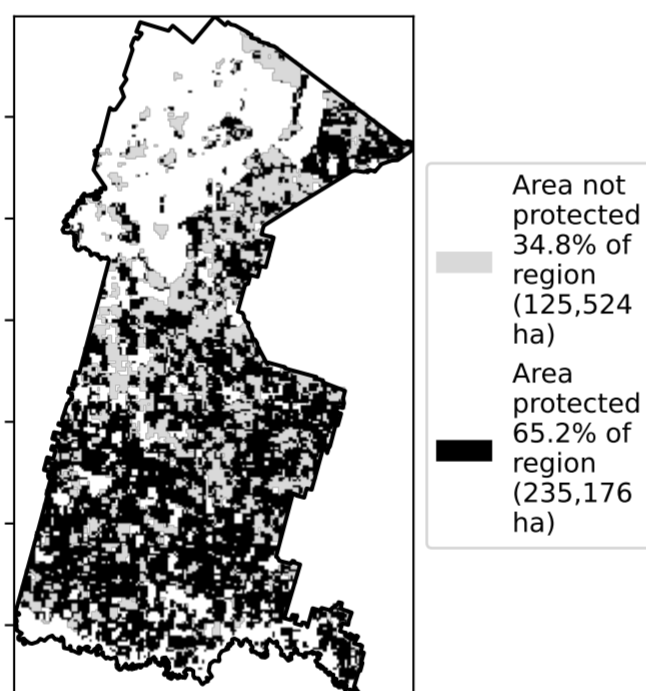 Area not
protected
34.8% of
region
(125,524
ha)
Area
protected
65.2% of
region
(235,176
ha)